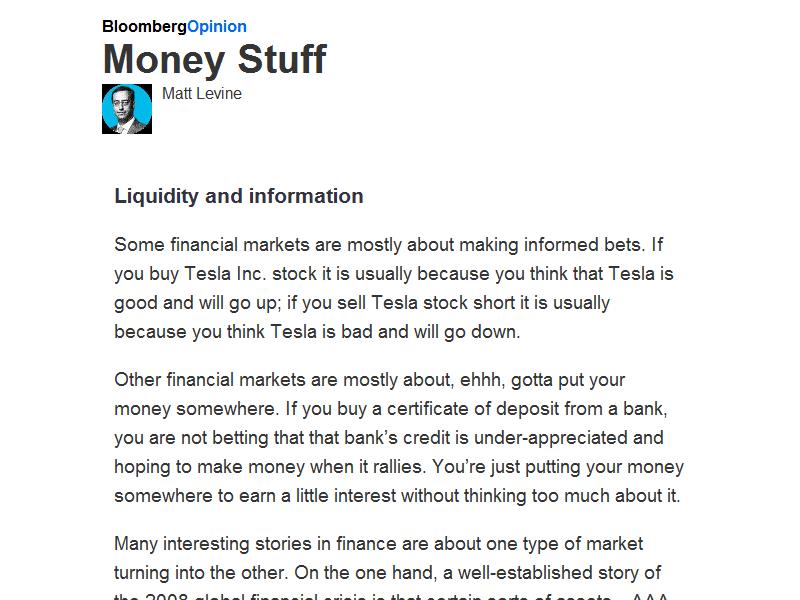 BloombergOpinion
Money Stuff
Matt Levine
Liquidity and information
Some financial markets are mostly about making informed bets. If
you buy Tesla Inc. stock it is usually because you think that Tesla is
good and will go up; if you sell Tesla stock short it is usually
because you think Tesla is bad and will go down.
Other financial markets are mostly about, ehhh, gotta put your
money somewhere. If you buy a certificate of deposit from a bank,
you are not betting that that bank’s credit is under-appreciated and
hoping to make money when it rallies. You’re just putting your money
somewhere to earn a little interest without thinking too much about it.
Many interesting stories in finance are about one type of market
turning into the other. On the one hand, a well-established story of
the 2008 global financial crisis is that certain sorts of assets – AAA